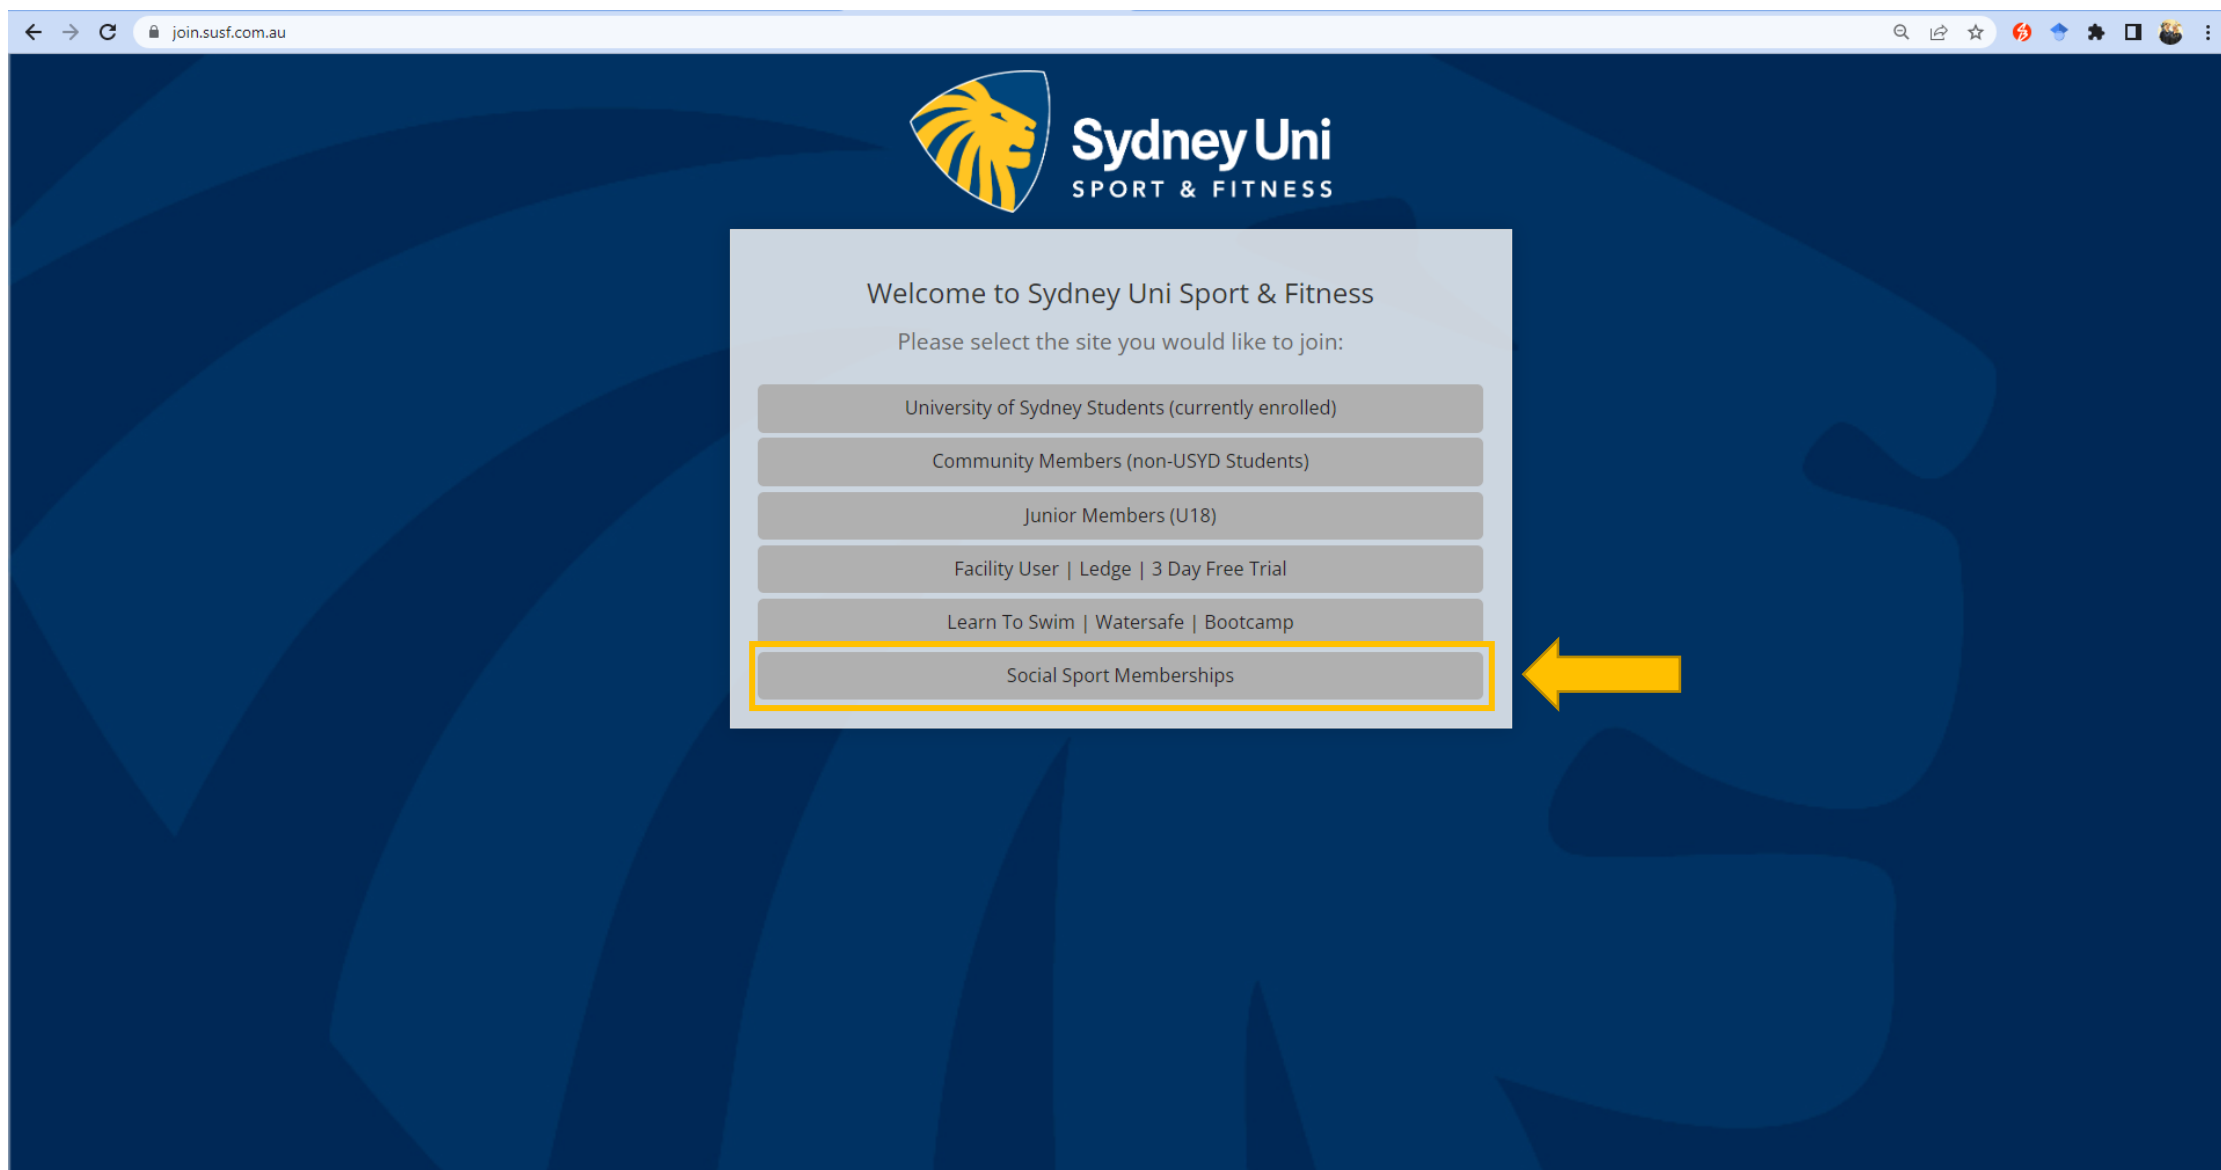 join.susf.com.au
Sydney Uni
SPORT & FITNESS
Welcome to Sydney Uni Sport & Fitness
Please select the site you would like to join:
University of Sydney Students (currently enrolled)
Community Members (non-USYD Students)
Junior Members (U18)
Facility User | Ledge | 3 Day Free Trial
Learn To Swim | Watersafe | Bootcamp
Social Sport Memberships